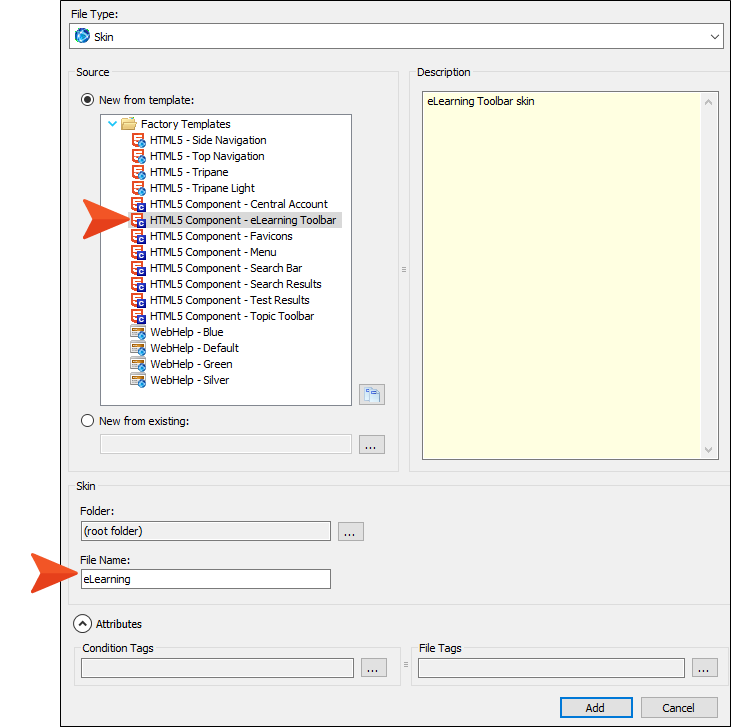 File Type:
Skin
Source
New from template:
Factory Templates
HTML5 - Side Navigation
HTML5 - Top Navigation
HTML5 - Tripane
HTML5 - Tripane Light
HTML5 Component - Central Account
HTML5 Component - eLearning Toolbar
HTML5 Component - Favicons
HTML5 Component - Menu
HTML5 Component - Search Bar
HTML5 Component - Search Results
HTML5 Component - Test Results
HTML5 Component - Topic Toolbar
WebHelp - Blue
WebHelp - Default
WebHelp - Green
WebHelp - Silver
New from existing:
...
Description
eLearning Toolbar skin
Skin
Folder:
(root folder)
...
File Name:
eLearning
Attributes
Condition Tags
...
File Tags
...
Add
Cancel